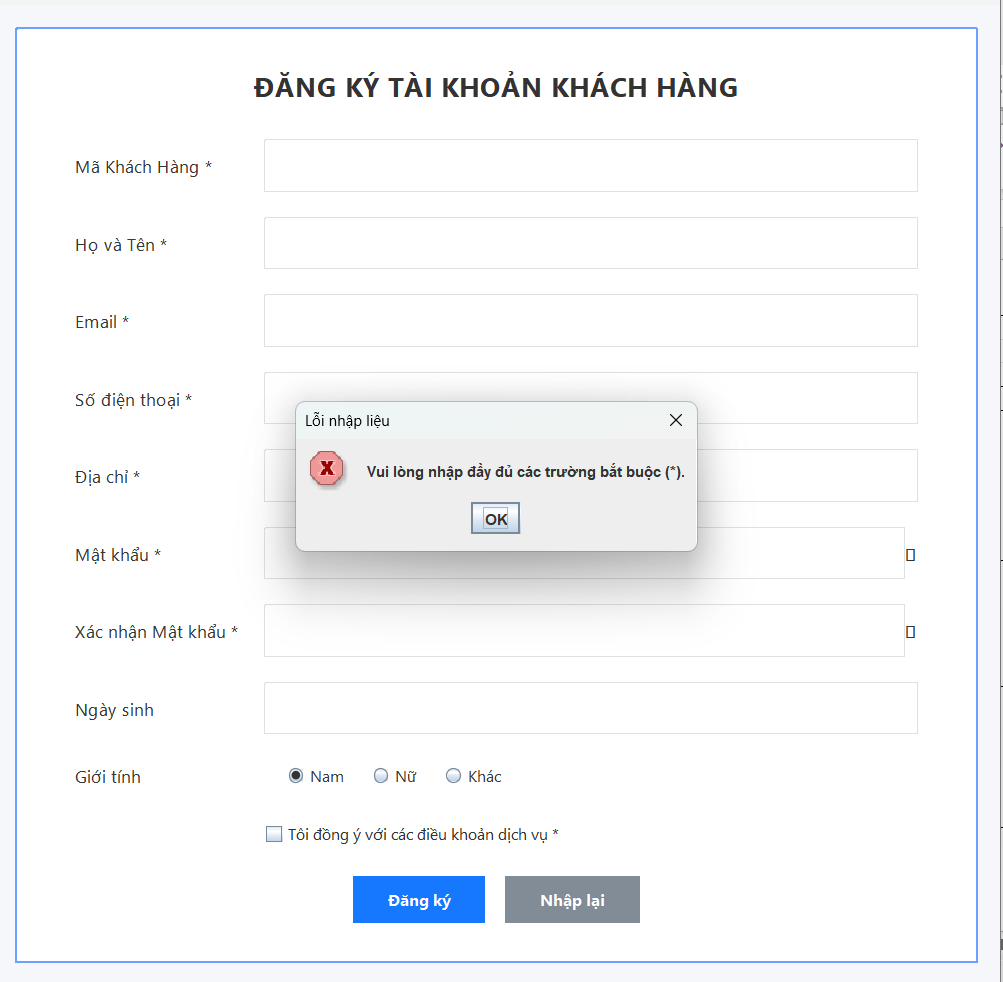 ĐĂNG KÝ TÀI KHOẢN KHÁCH HÀNG
Mã Khách Hàng *
Họ và Tên *
Email *
Số điện thoại *
Lỗi nhập liệu
Vui lòng nhập đầy đủ các trường bắt buộc (*).
OK
Địa chỉ *
Mật khẩu *
Xác nhận Mật khẩu *
Ngày sinh
Giới tính
Nam
Nữ
Khác
Tôi đồng ý với các điều khoản dịch vụ *
Đăng ký
Nhập lại